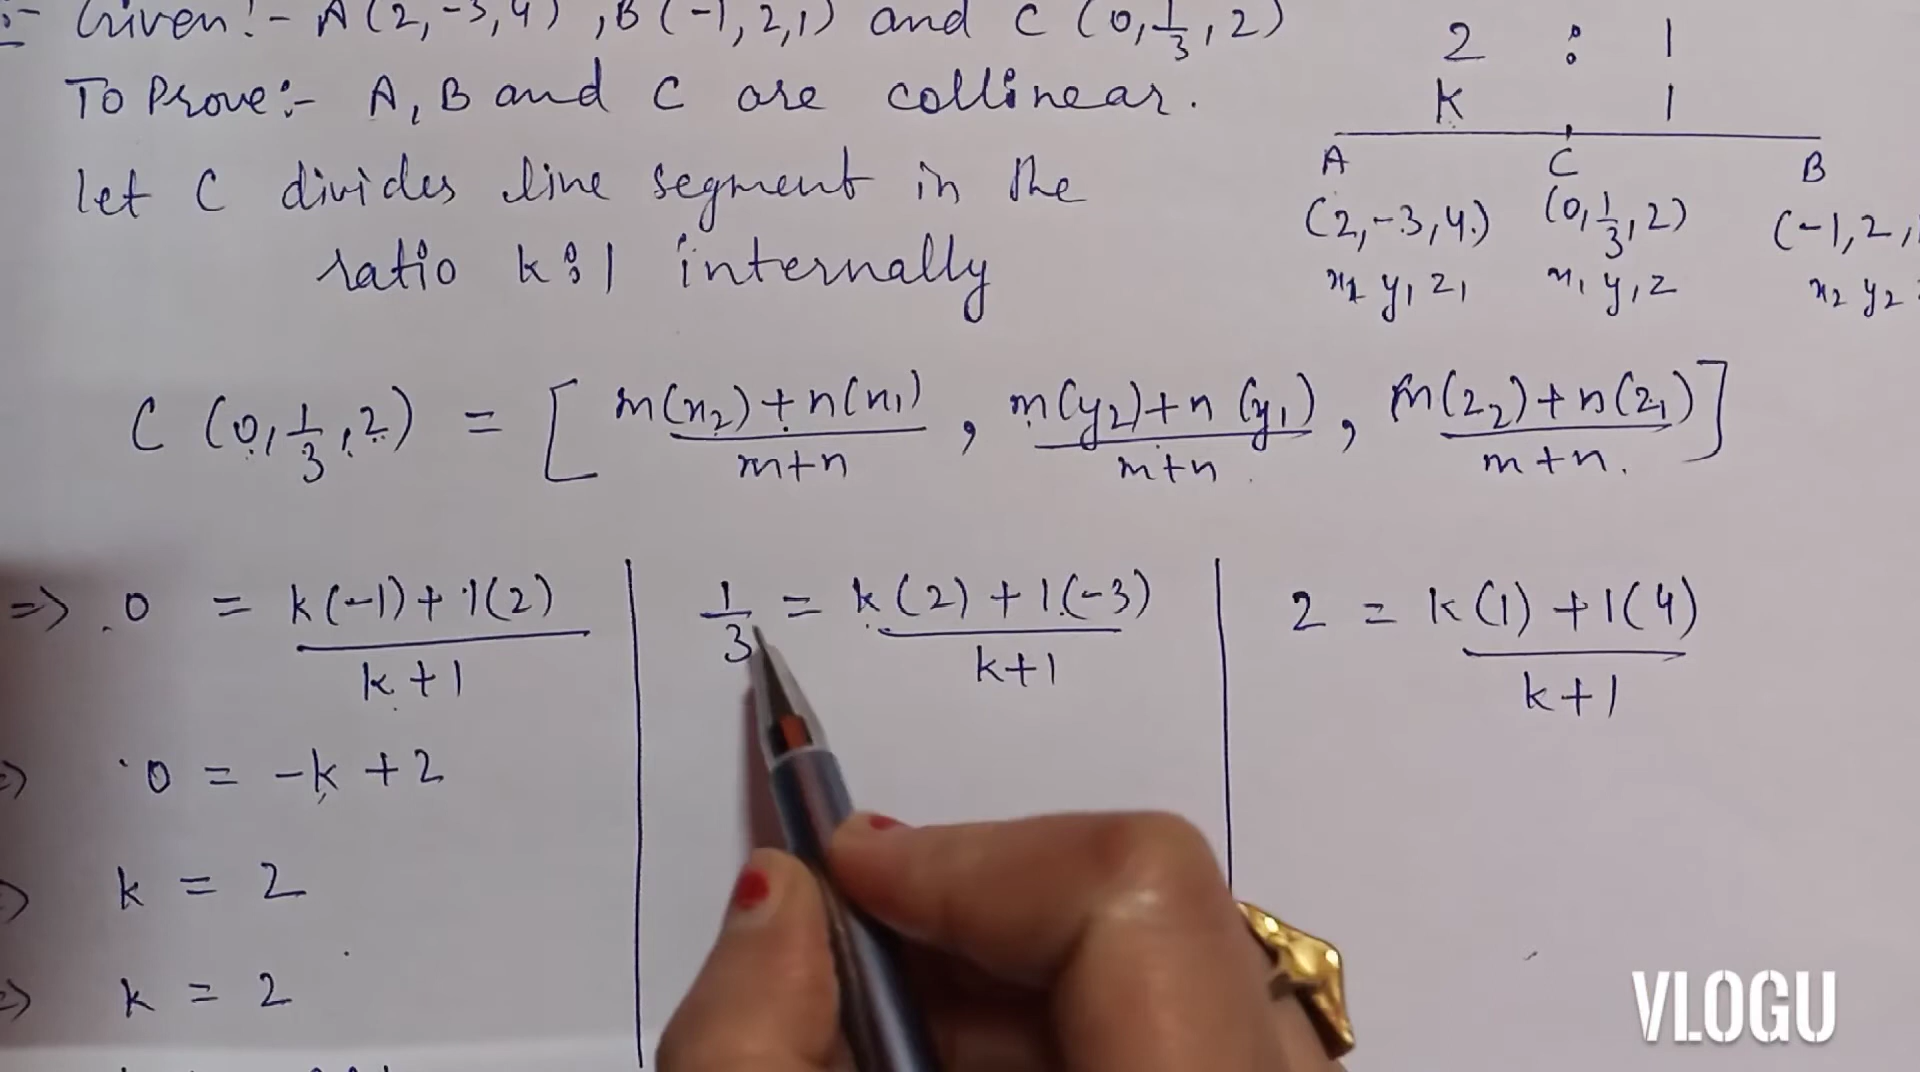 :- Given:- A(2,-3,4), B(-1,2,1) and C (0,1/3,2)
To Prove:- A, B and C are collinear.
let C divides line segment in the
ratio k:1 internally
2 : 1
k 1
A C B
(2,-3,4) (0,1/3,2) (-1,2,
x1 y1 z1 x, y, z x2 y2
C (0,1/3,2) = [ m(x2)+n(x1)/m+n , m(y2)+n(y1)/m+n , m(z2)+n(z1)/m+n ]
=> 0 = k(-1)+1(2)/k+1
=> 0 = -k+2
=> k = 2
=> k = 2
1/3 = k(2)+1(-3)/k+1
2 = k(1)+1(4)/k+1
VLOGU